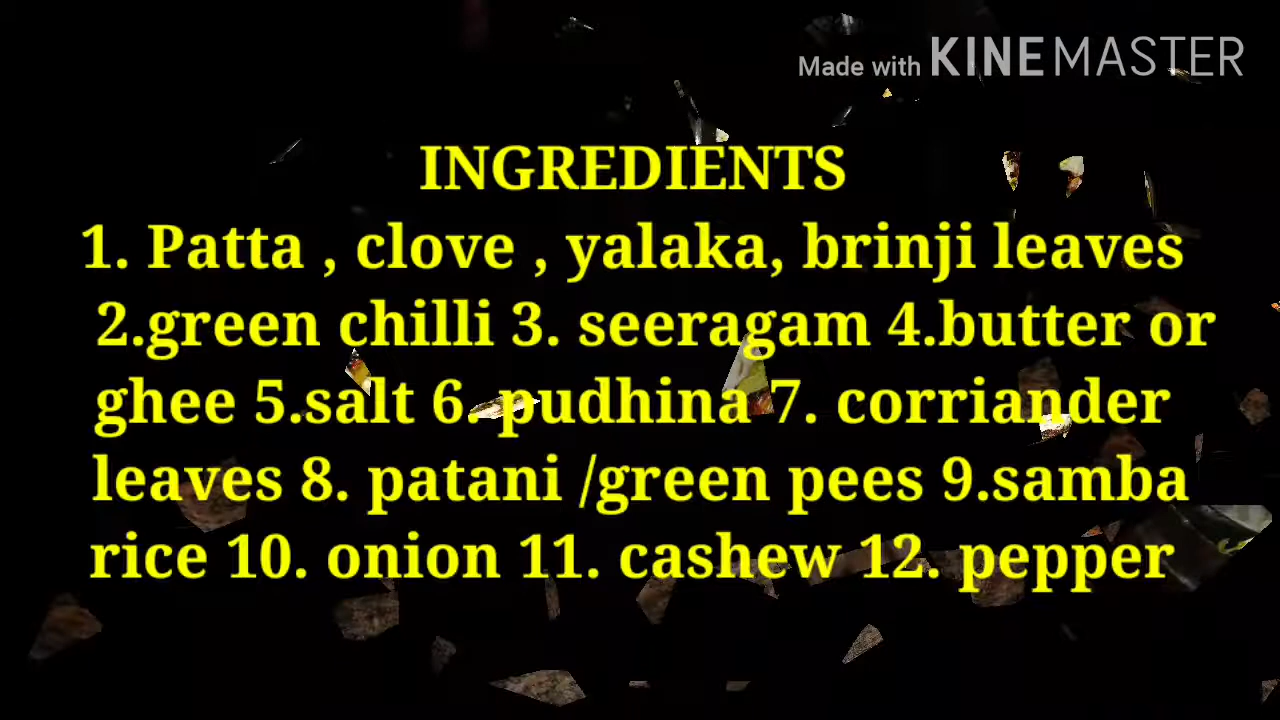 Made with KINEMASTER
INGREDIENTS
1. Patta , clove , yalaka, brinji leaves
2.green chilli 3. seeragam 4.butter or
ghee 5.salt 6. pudhina 7. corriander
leaves 8. patani /green pees 9.samba
rice 10. onion 11. cashew 12. pepper